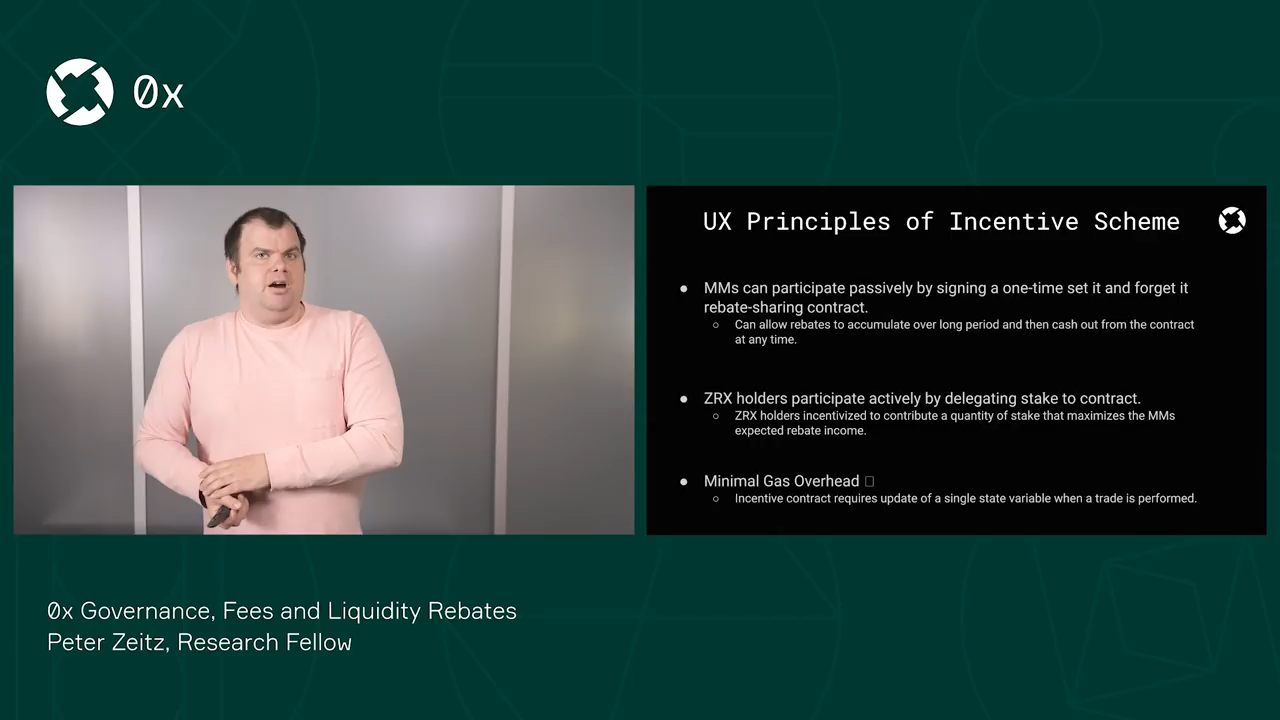 0x
UX Principles of Incentive Scheme
● MMs can participate passively by signing a one-time set it and forget it
rebate-sharing contract.
○ Can allow rebates to accumulate over long period and then cash out from the contract
at any time.
● ZRX holders participate actively by delegating stake to contract.
○ ZRX holders incentivized to contribute a quantity of stake that maximizes the MMs
expected rebate income.
● Minimal Gas Overhead
○ Incentive contract requires update of a single state variable when a trade is performed.
0x Governance, Fees and Liquidity Rebates
Peter Zeitz, Research Fellow